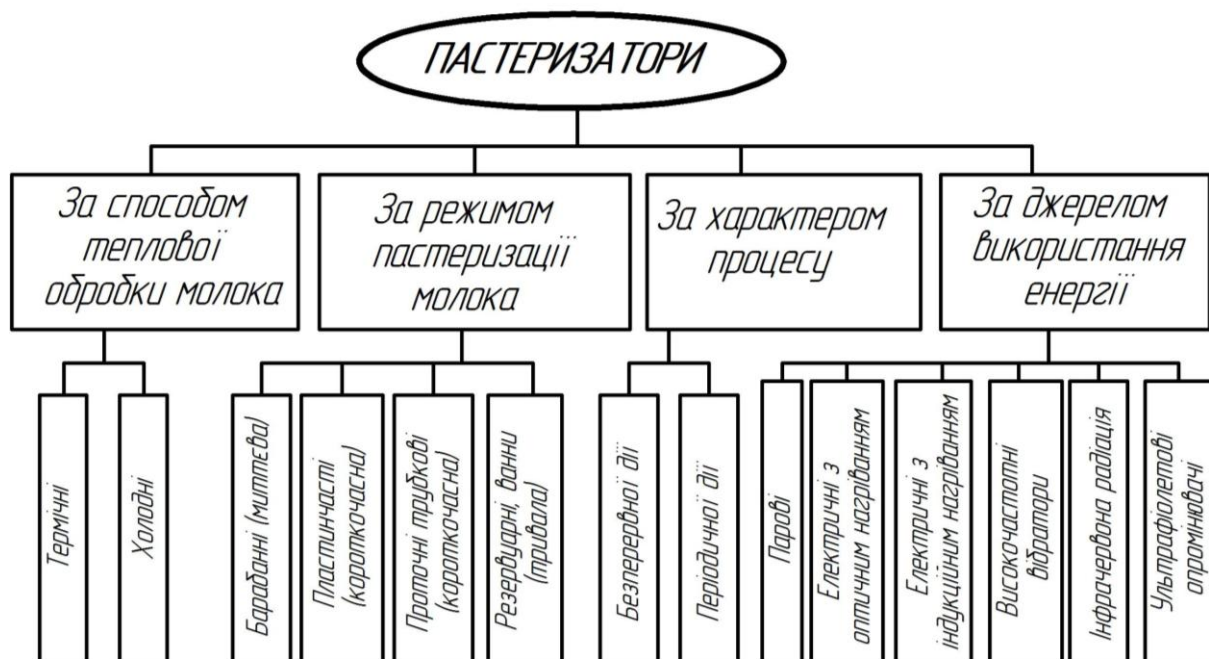 ПАСТЕРИЗАТОРИ
За способом
теплової
обробки молока
За режимом
пастеризації
молока
За характером
процесу
За джерелом
використання
енергії
Термічні
Холодні
Барабанні (миттєва)
Пластинчасті
(короткочасна)
Проточні трубкові
(короткочасна)
Резервуарні, ванни
(тривала)
Безперервної дії
Періодичної дії
Парові
Електричні з
оптичним нагріванням
Електричні з
індукційним нагріванням
Високочастотні
вібратори
Інфрачервона радіація
Ультрафіолетові
опромінювачі